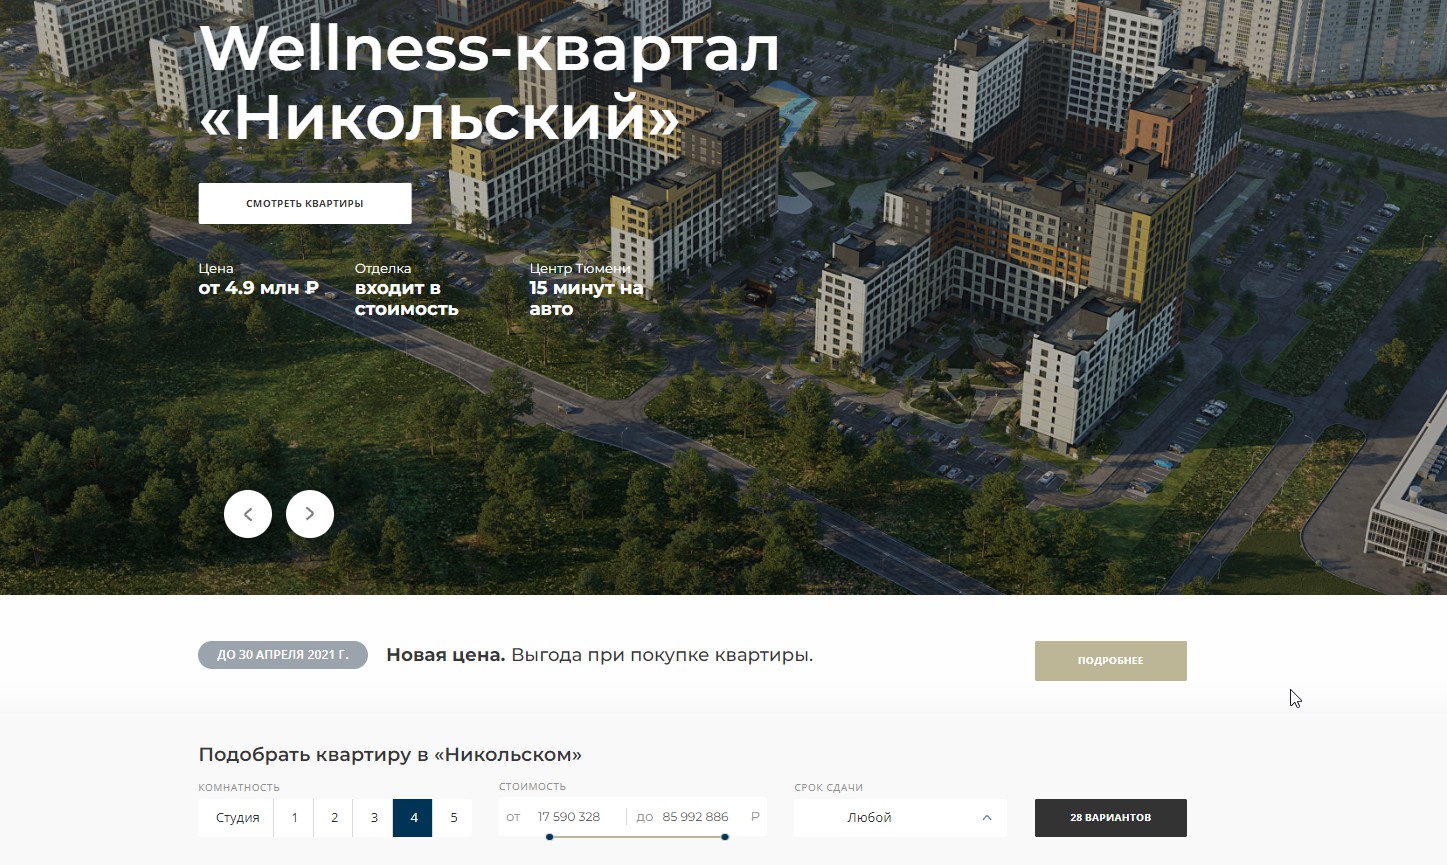 Wellness-квартал
«Никольский»
СМОТРЕТЬ КВАРТИРЫ
Цена
от 4.9 млн ₽
Отделка
входит в
стоимость
Центр Тюмени
15 минут на
авто
ДО 30 АПРЕЛЯ 2021 Г.
Новая цена. Выгода при покупке квартиры.
ПОДРОБНЕЕ
Подобрать квартиру в «Никольском»
КОМНАТНОСТЬ
Студия 1 2 3 4 5
СТОИМОСТЬ
от 17 590 328 до 85 992 886 ₽
СРОК СДАЧИ
Любой
28 ВАРИАНТОВ